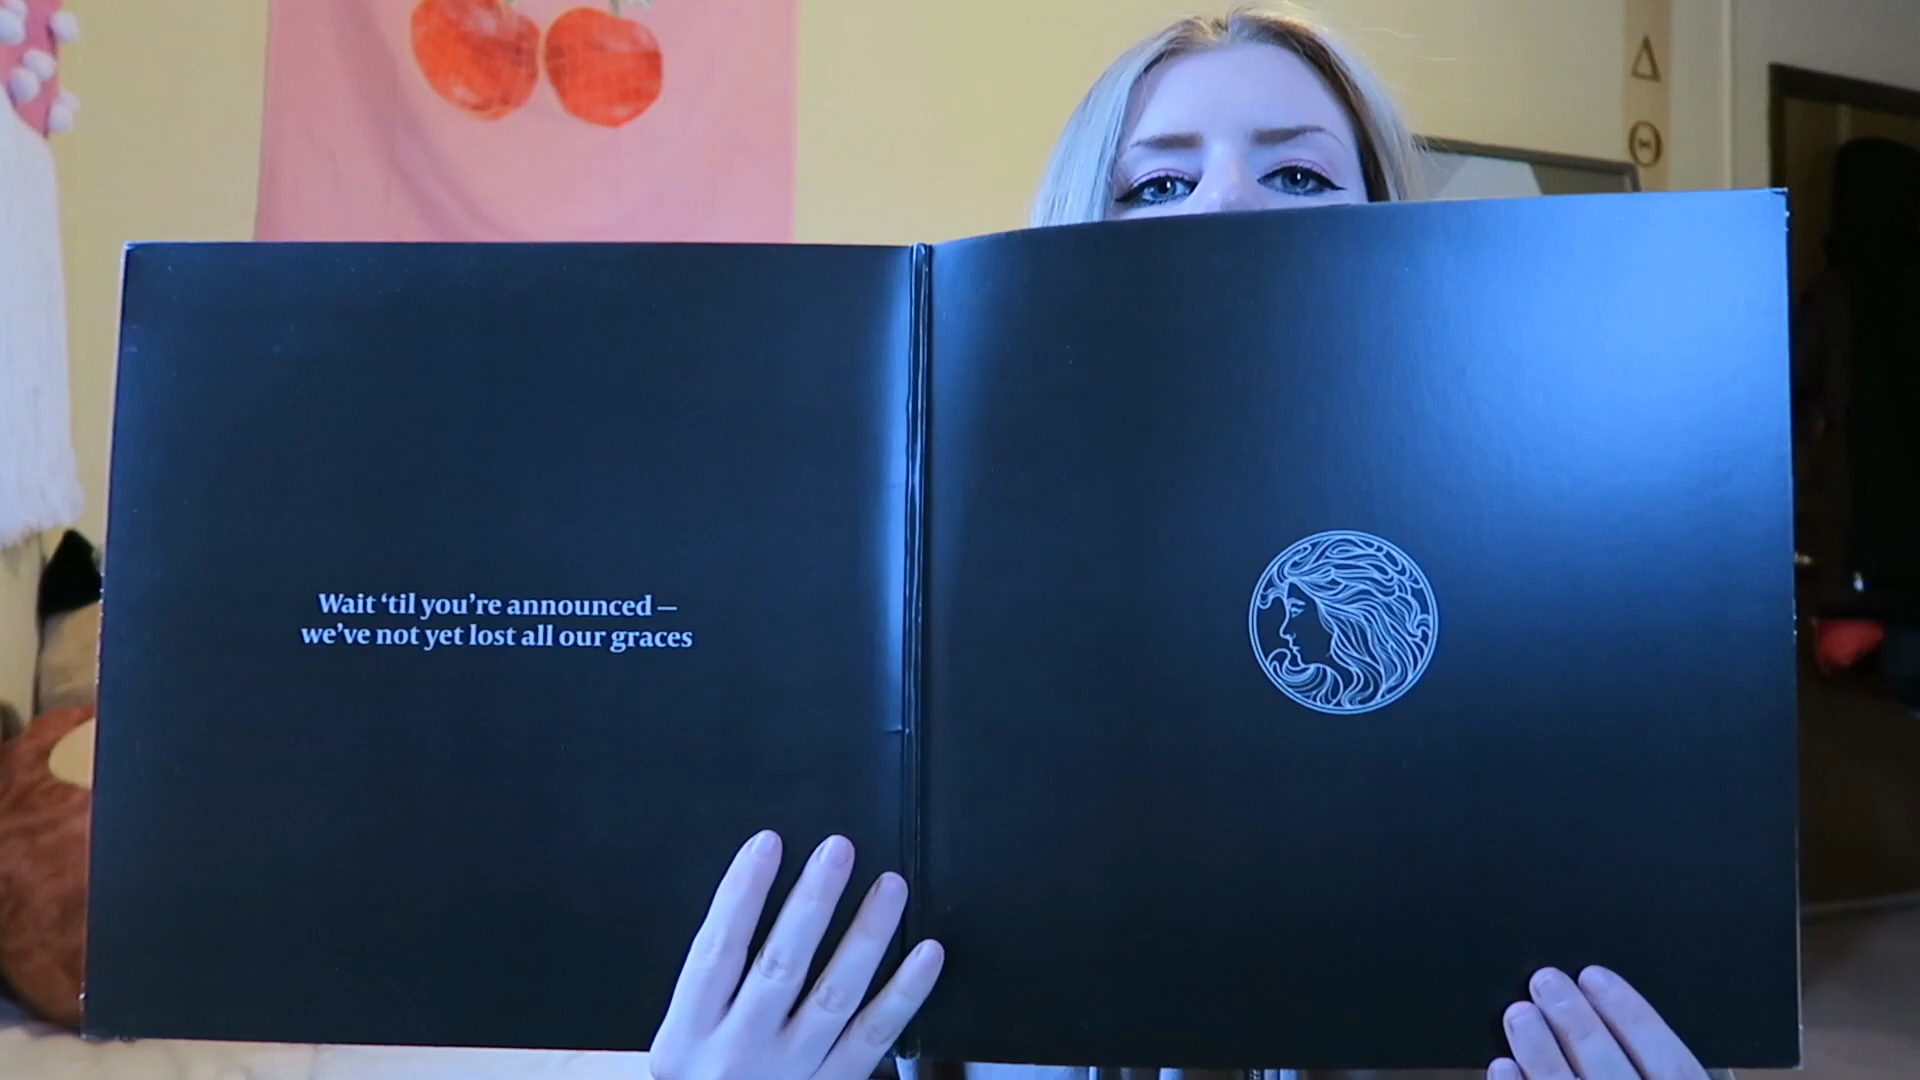 Wait ‘til you’re announced —
we’ve not yet lost all our graces
Δ
Θ